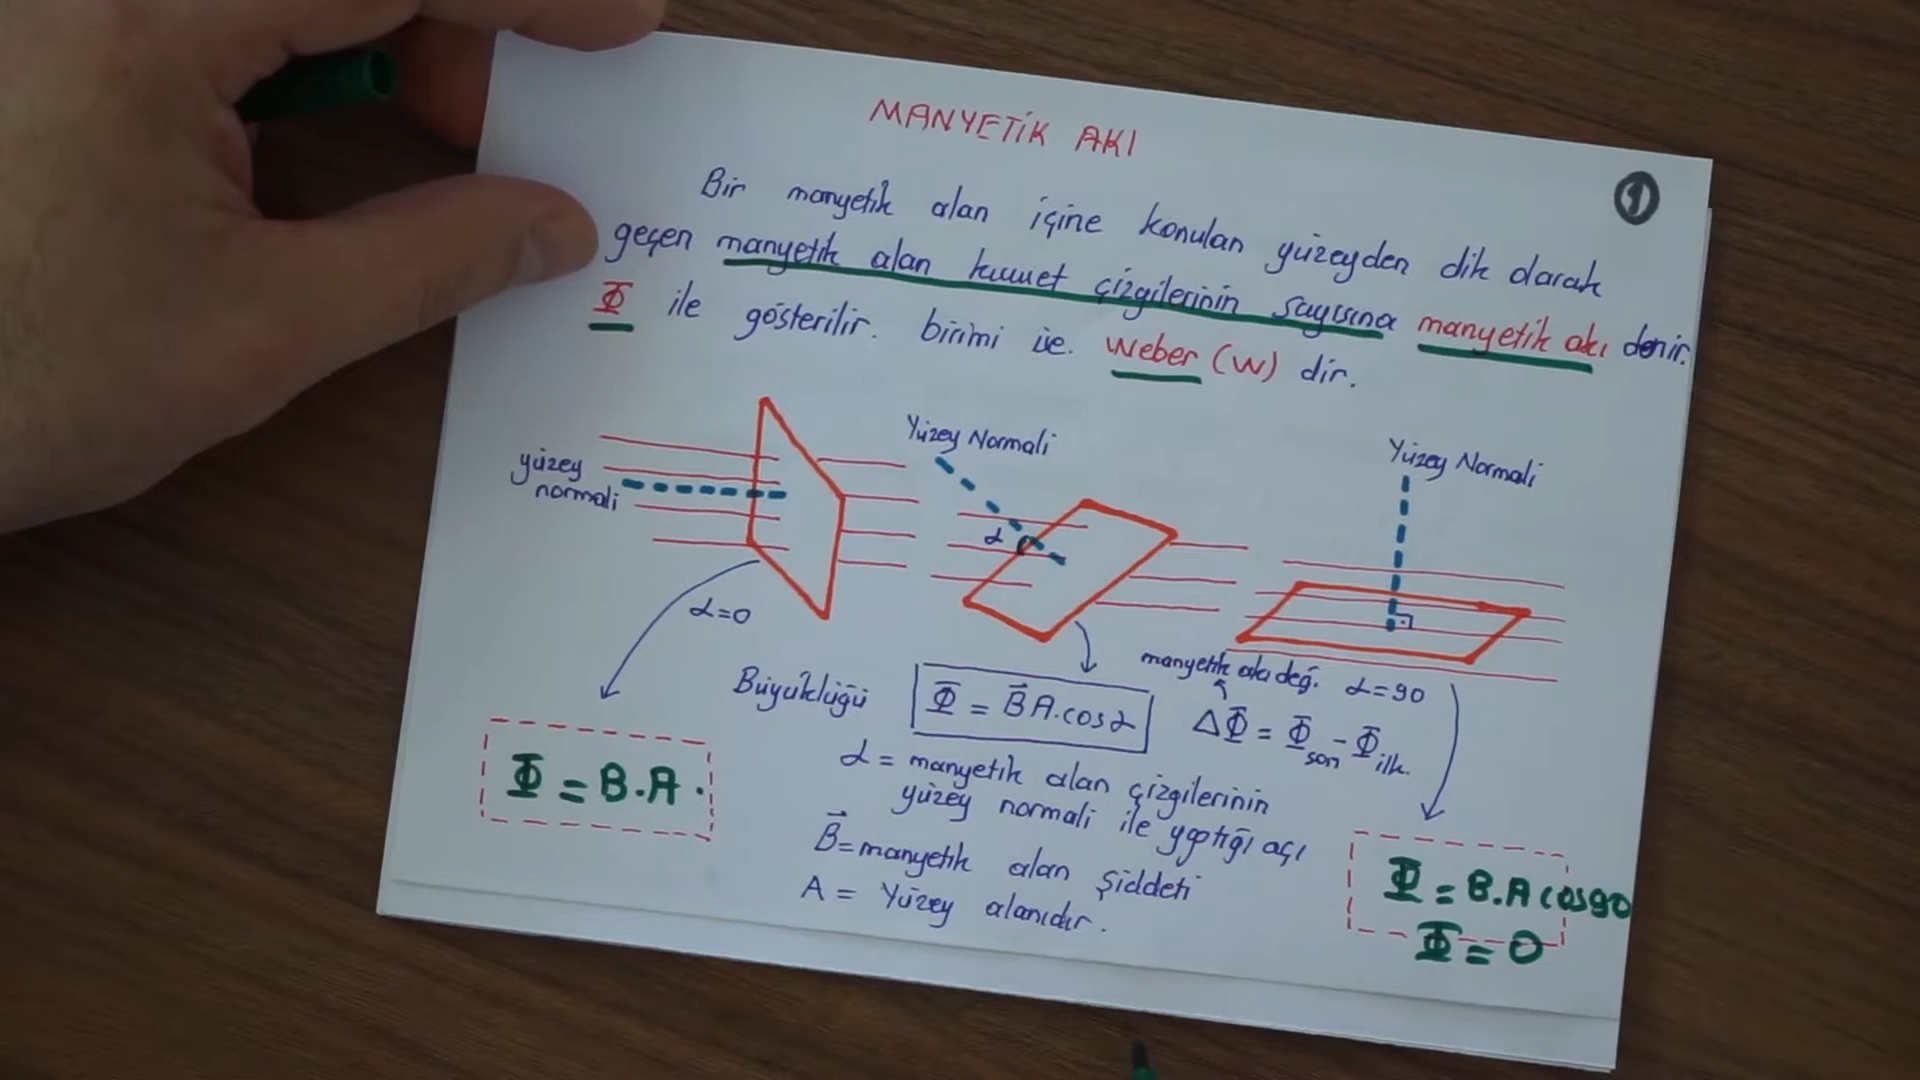 MANYETİK AKI
1
Bir manyetik alan içine konulan yüzeyden dik olarak
geçen manyetik alan kuvvet çizgilerinin sayısına manyetik akı denir.
Φ ile gösterilir. birimi ise. Weber (W) dir.
yüzey
normali
Yüzey Normali
Yüzey Normali
α
α=0
manyetik akı değ. α=90
Büyüklüğü Φ = B⃗A.cosα ΔΦ = Φson - Φilk.
Φ = B.A.
α = manyetik alan çizgilerinin
yüzey normali ile yaptığı açı
B⃗=manyetik alan şiddeti
A = Yüzey alanıdır.
Φ = B.A cos90
Φ = 0